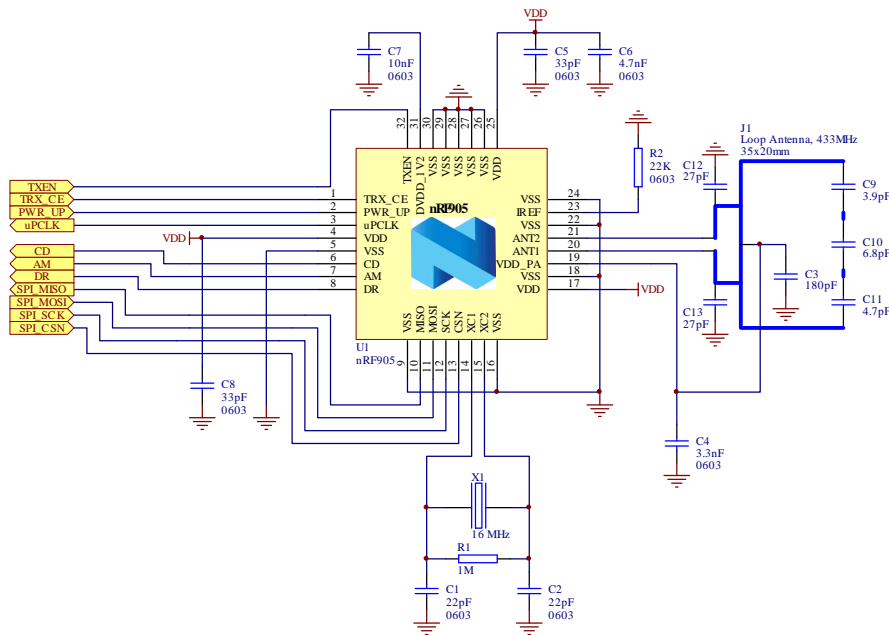 VDD
C7
10nF
0603
C5
33pF
0603
C6
4.7nF
0603
32
31
30
29
28
27
26
25
TXEN
DVDD_1V2
VSS
VSS
VSS
VSS
VSS
VDD
R2
22K
0603
J1
Loop Antenna, 433MHz
35x20mm
C12
27pF
C9
3.9pF
TXEN
TRX_CE
PWR_UP
uPCLK
CD
AM
DR
SPI_MISO
SPI_MOSI
SPI_SCK
SPI_CSN
VDD
1
2
3
4
5
6
7
8
TRX_CE
PWR_UP
uPCLK
VDD
VSS
CD
AM
DR
nRF905
VSS
IREF
VSS
ANT2
ANT1
VDD_PA
VSS
VDD
24
23
22
21
20
19
18
17
VDD
C10
6.8pF
C3
180pF
C13
27pF
C11
4.7pF
VSS
MISO
MOSI
SCK
CSN
XC1
XC2
VSS
U1
nRF905
9
10
11
12
13
14
15
16
C8
33pF
0603
C4
3.3nF
0603
X1
16 MHz
R1
1M
C1
22pF
0603
C2
22pF
0603